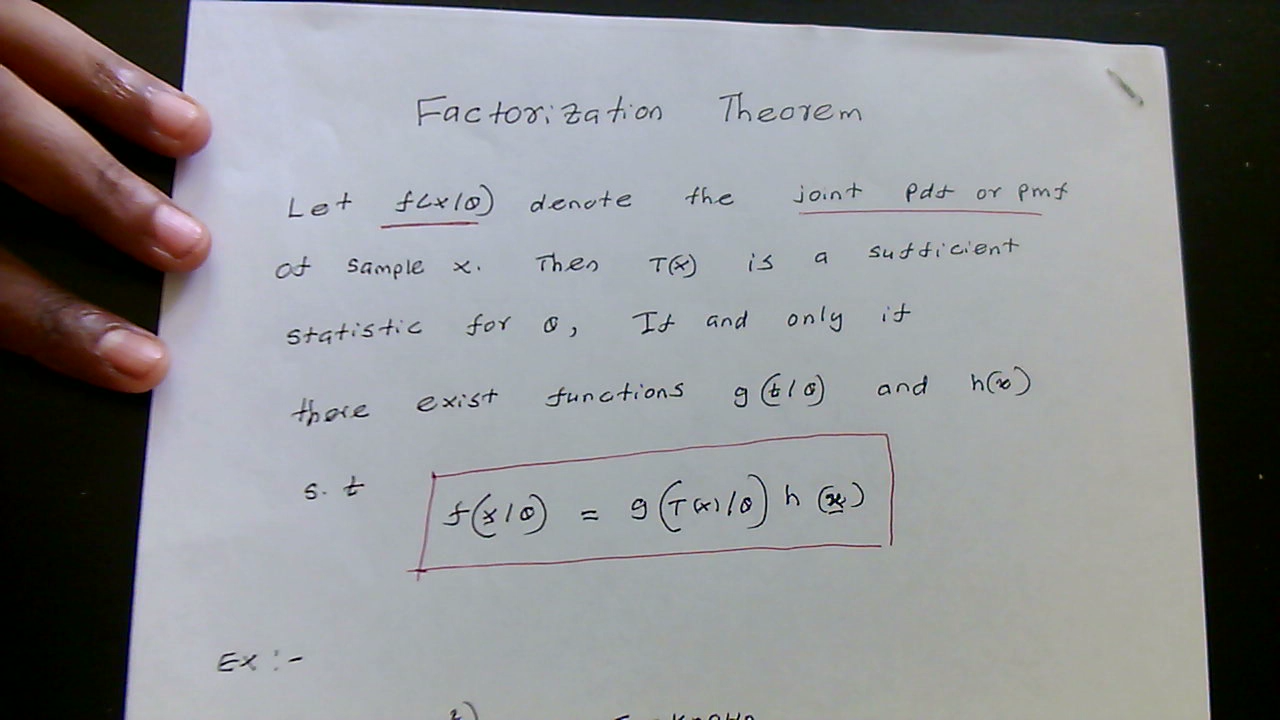 Factorization Theorem
Let f(x/θ) denote the joint pdf or pmf
of sample x. Then T(x) is a sufficient
statistic for θ, If and only if
there exist functions g(t/θ) and h(x)
s.t f(x/θ) = g(T(x)/θ) h(x)
Ex :-